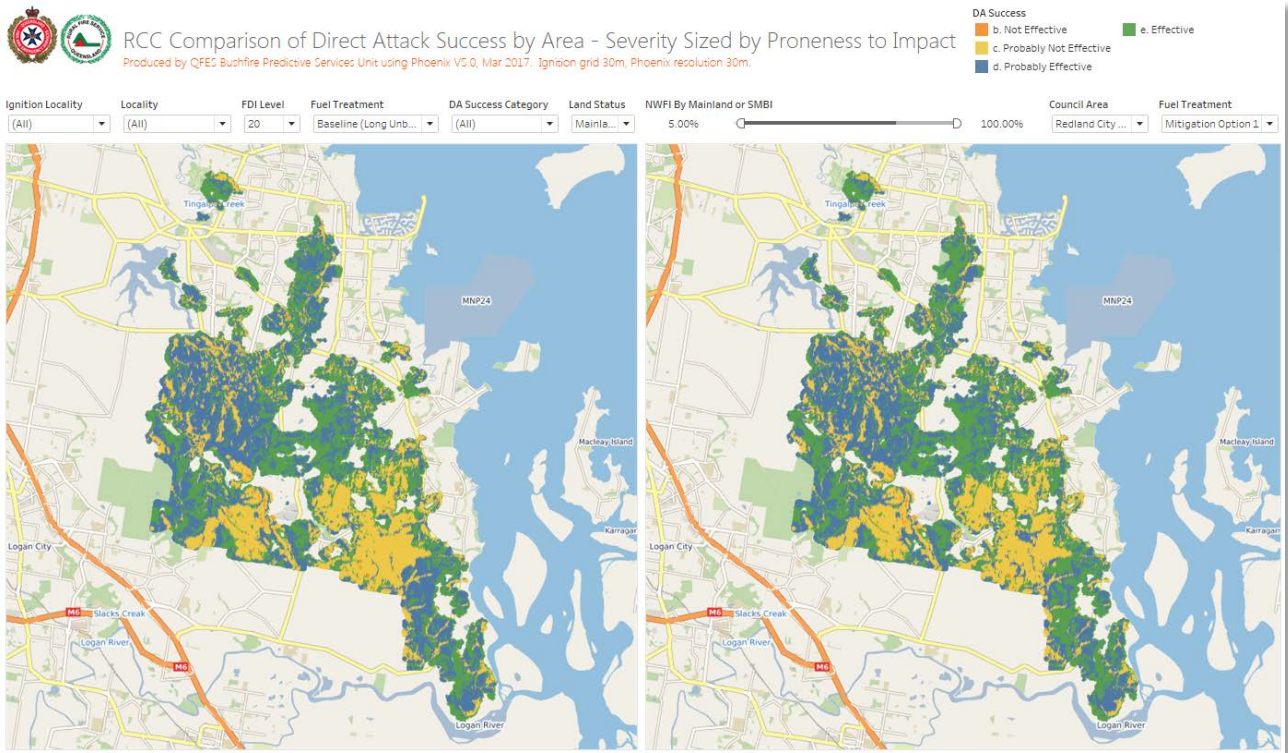 RCC Comparison of Direct Attack Success by Area - Severity Sized by Proneness to Impact
Produced by QFES Bushfire Predictive Services Unit using Phoenix V5.0, Mar 2017. Ignition grid 30m, Phoenix resolution 30m.
DA Success
b. Not Effective
e. Effective
c. Probably Not Effective
d. Probably Effective
Ignition Locality
Locality
FDI Level
Fuel Treatment
DA Success Category
Land Status
NWFI By Mainland or SMBI
Council Area
Fuel Treatment
(All)
(All)
20
Baseline (Long Unb...
(All)
Mainla...
5.00%
100.00%
Redland City ...
Mitigation Option 1
Tingalpa Creek
MNP24
Macleay Island
Karragar
Logan City
M6
Slacks Creek
Logan River
M6
Logan River
Tingalpa Creek
MNP24
Macleay Island
Karragar
Logan City
M6
Slacks Creek
Logan River
M6
Logan River